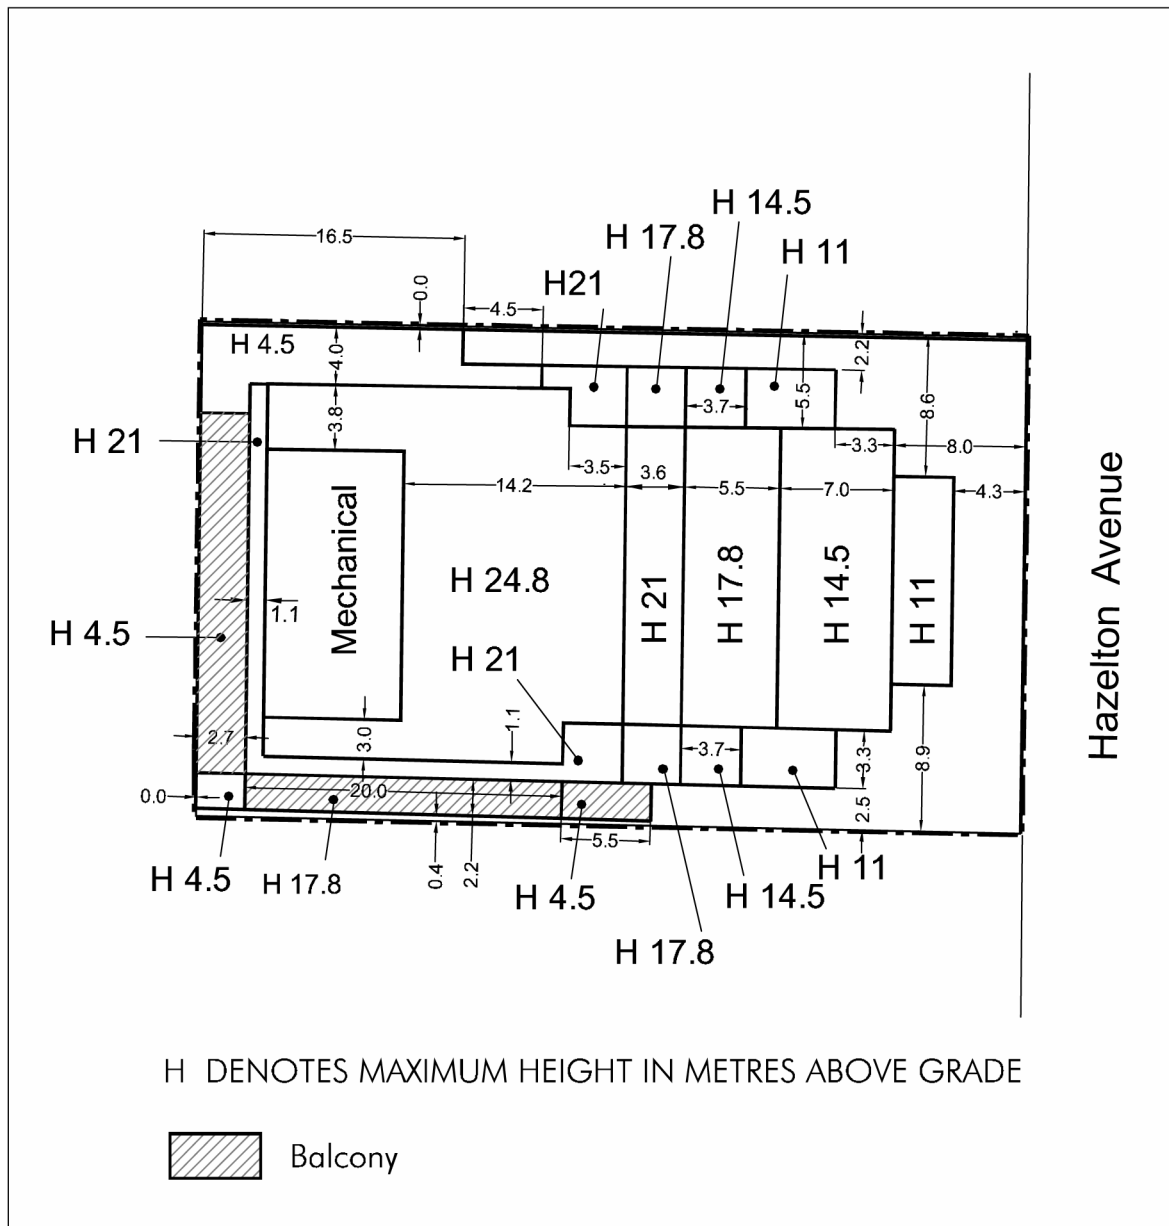 H 14.5
H 17.8
16.5
H 11
H21
0.0
4.5
H 4.5
4.0
2.2
5.5
8.6
3.8
3.7
H 21
3.3
8.0
3.5
3.6
14.2
5.5
7.0
4.3
Mechanical
H 24.8
H 21
H 17.8
H 14.5
H 11
Hazelton Avenue
1.1
H 4.5
H 21
1.1
2.7
3.0
3.7
3.3
8.9
0.0
20.0
2.5
5.5
0.4
2.2
H 4.5
H 17.8
H 4.5
H 14.5
H 11
H 17.8
H DENOTES MAXIMUM HEIGHT IN METRES ABOVE GRADE
Balcony